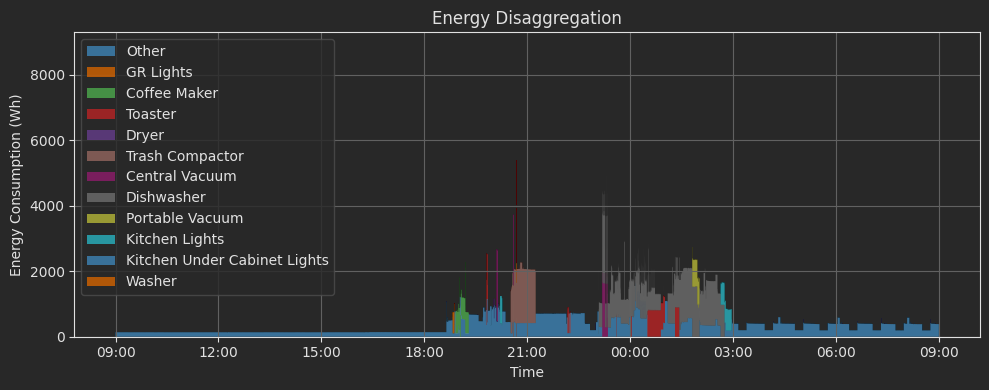 Energy Disaggregation
Energy Consumption (Wh)
8000
6000
4000
2000
0
Other
GR Lights
Coffee Maker
Toaster
Dryer
Trash Compactor
Central Vacuum
Dishwasher
Portable Vacuum
Kitchen Lights
Kitchen Under Cabinet Lights
Washer
09:00 12:00 15:00 18:00 21:00 00:00 03:00 06:00 09:00
Time